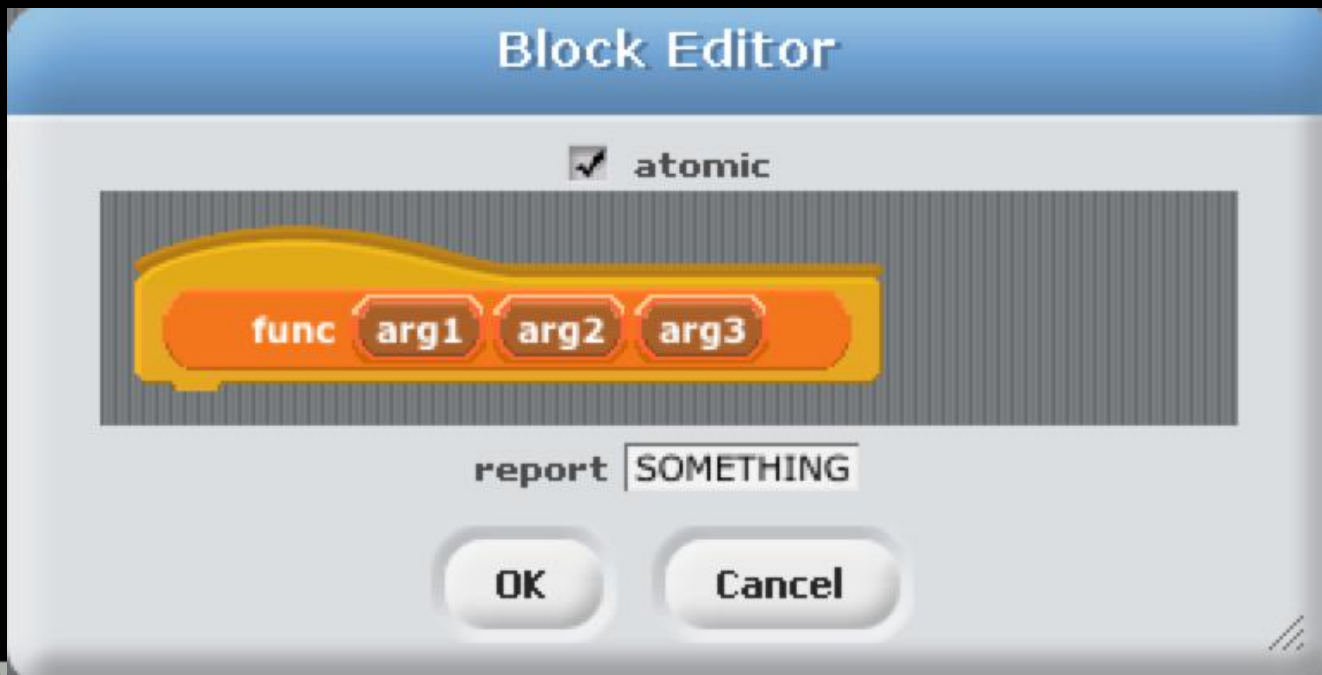 Block Editor
atomic
func arg1 arg2 arg3
report SOMETHING
OK Cancel